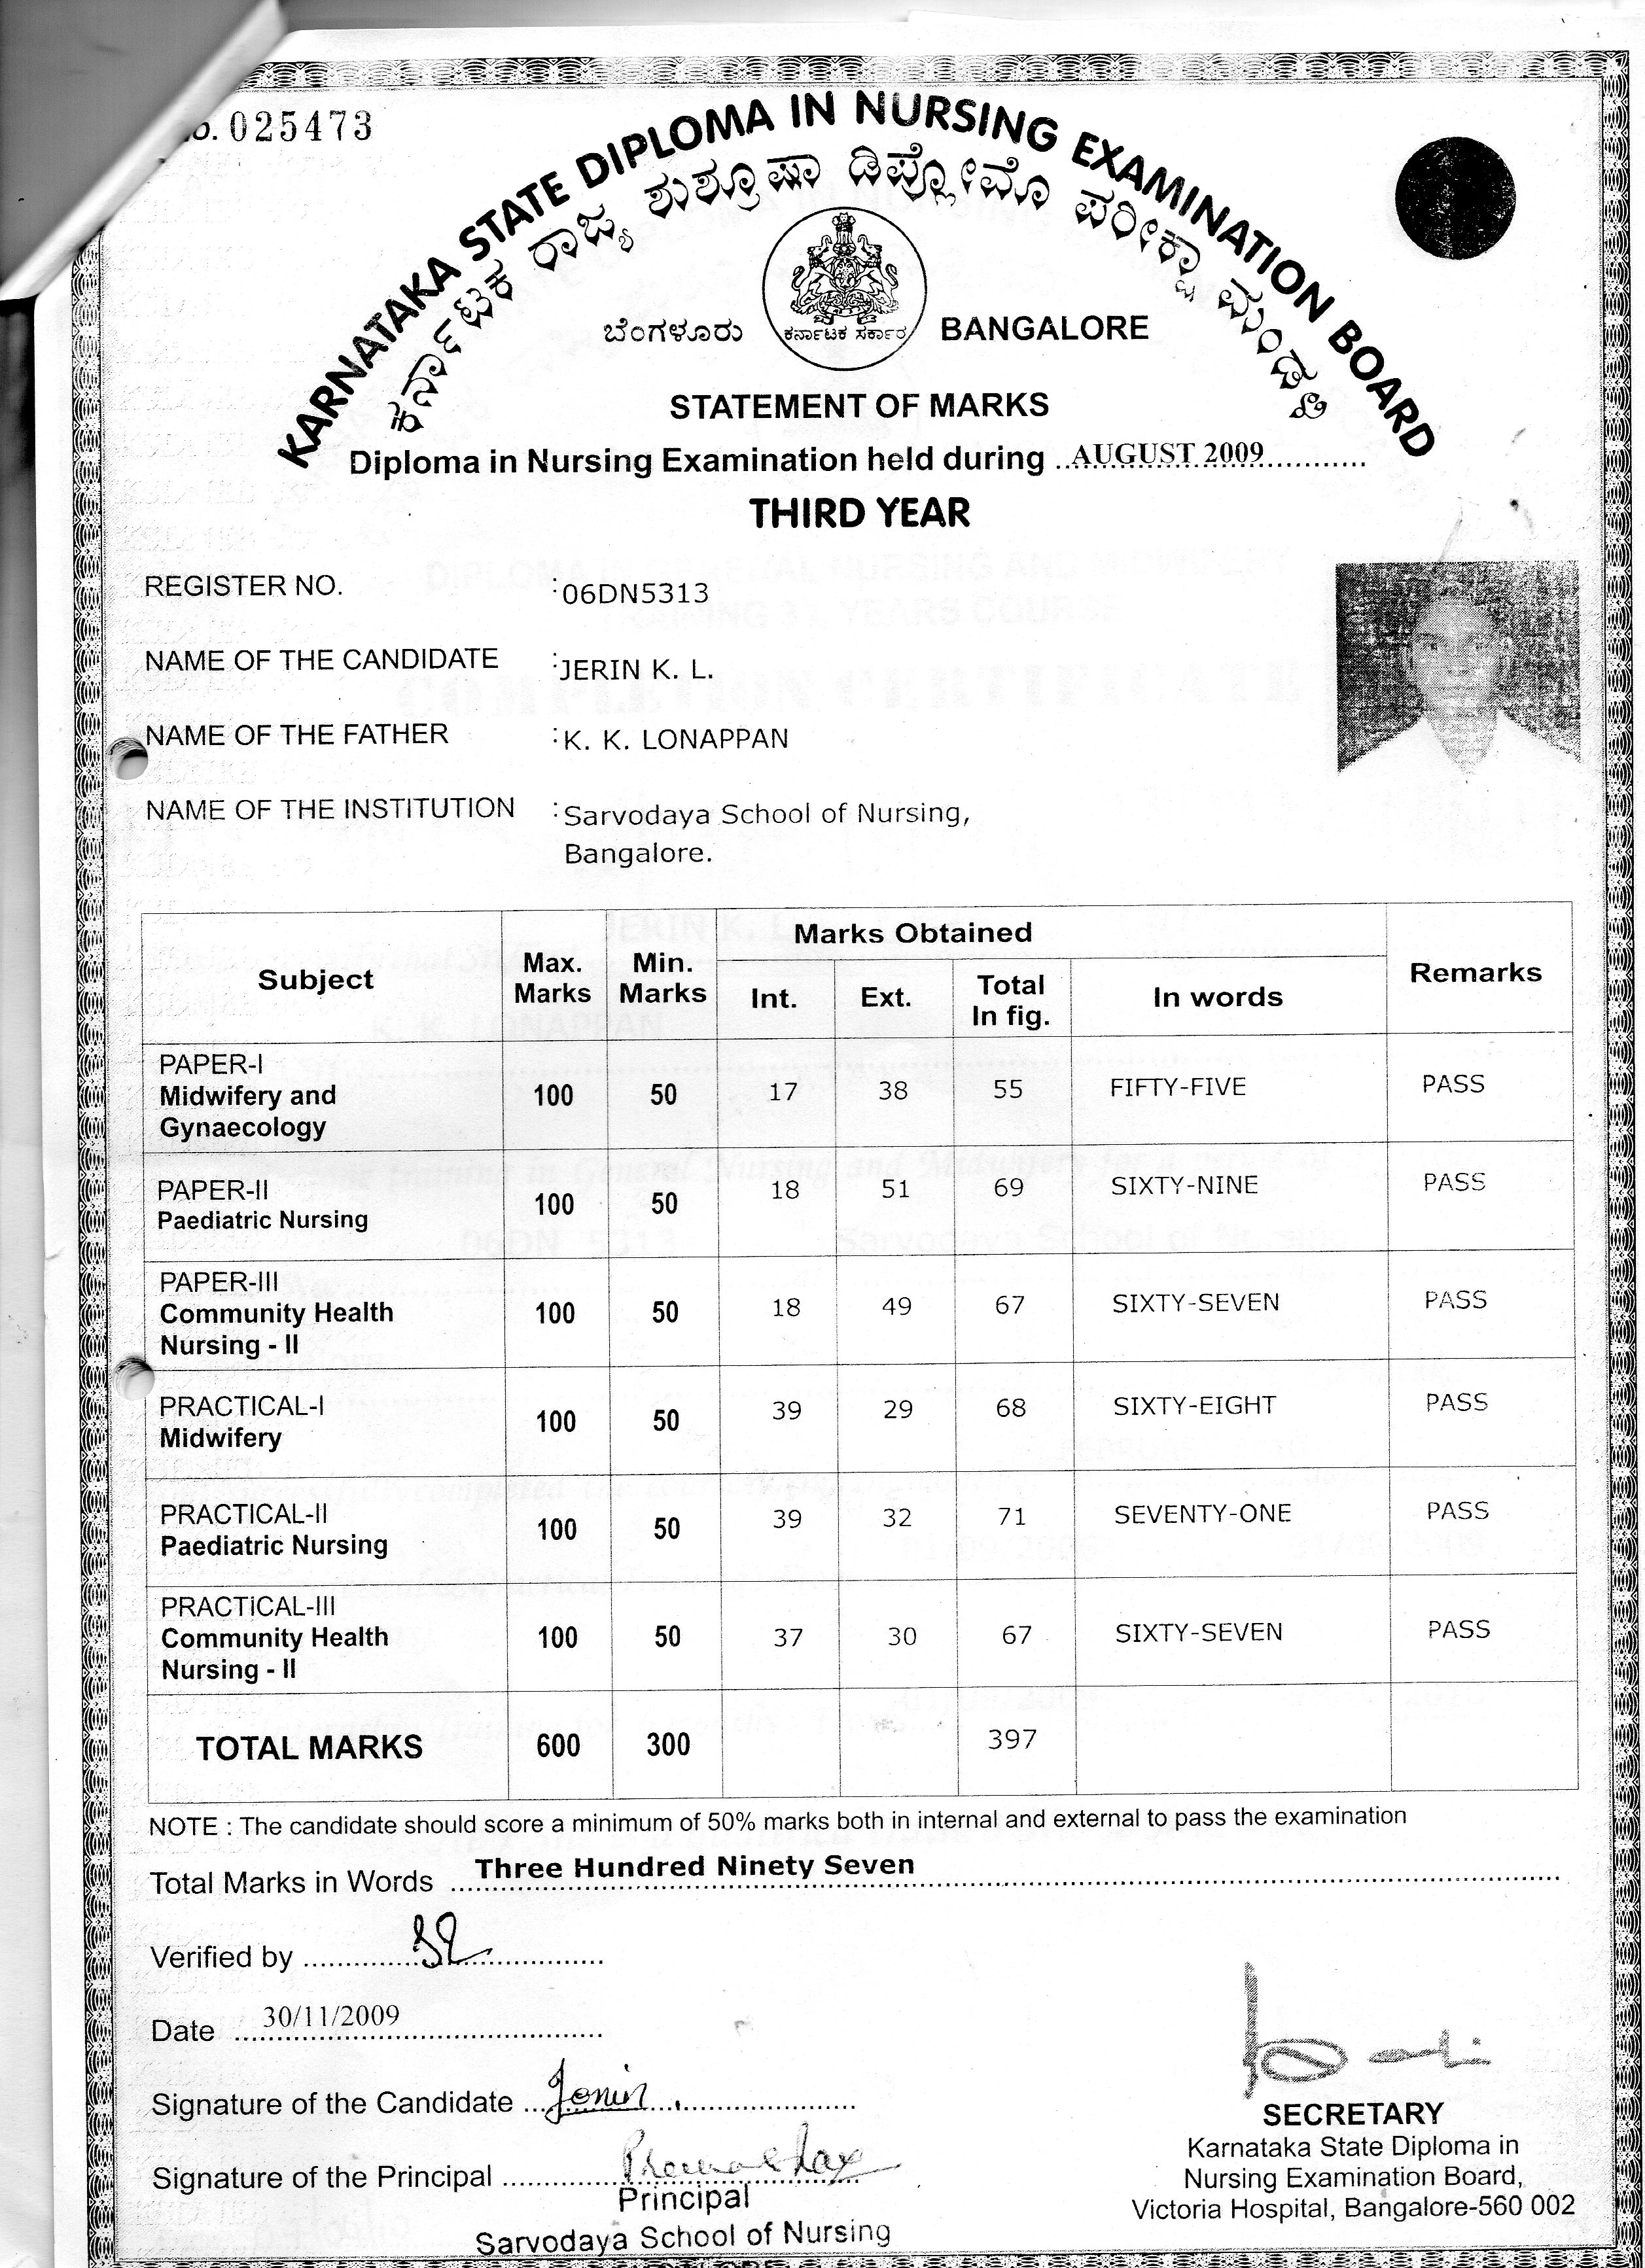 025473
KARNATAKA STATE DIPLOMA IN NURSING EXAMINATION BOARD
ಕರ್ನಾಟಕ ರಾಜ್ಯ ಶುಶ್ರೂಷಾ ಡಿಪ್ಲೋಮೊ ಪರೀಕ್ಷಾ ಮಂಡಳಿ
ಬೆಂಗಳೂರು ಕರ್ನಾಟಕ ಸರ್ಕಾರ BANGALORE
STATEMENT OF MARKS
Diploma in Nursing Examination held during ..AUGUST 2009............
THIRD YEAR
REGISTER NO. : 06DN5313
NAME OF THE CANDIDATE : JERIN K. L.
NAME OF THE FATHER : K. K. LONAPPAN
NAME OF THE INSTITUTION : Sarvodaya School of Nursing,
Bangalore.
Subject Max. Marks Min. Marks Marks Obtained Remarks
Int. Ext. Total In fig. In words
PAPER-I
Midwifery and 100 50 17 38 55 FIFTY-FIVE PASS
Gynaecology
PAPER-II 18 51 69 SIXTY-NINE PASS
Paediatric Nursing 100 50
PAPER-III
Community Health 100 50 18 49 67 SIXTY-SEVEN PASS
Nursing - II
PRACTICAL-I 100 50 39 29 68 SIXTY-EIGHT PASS
Midwifery
PRACTICAL-II 100 50 39 32 71 SEVENTY-ONE PASS
Paediatric Nursing
PRACTICAL-III
Community Health 100 50 37 30 67 SIXTY-SEVEN PASS
Nursing - II
TOTAL MARKS 600 300 397
NOTE : The candidate should score a minimum of 50% marks both in internal and external to pass the examination
Total Marks in Words Three Hundred Ninety Seven
Verified by
Date 30/11/2009
Signature of the Candidate Jerin
Signature of the Principal
Principal
Sarvodaya School of Nursing
SECRETARY
Karnataka State Diploma in
Nursing Examination Board,
Victoria Hospital, Bangalore-560 002